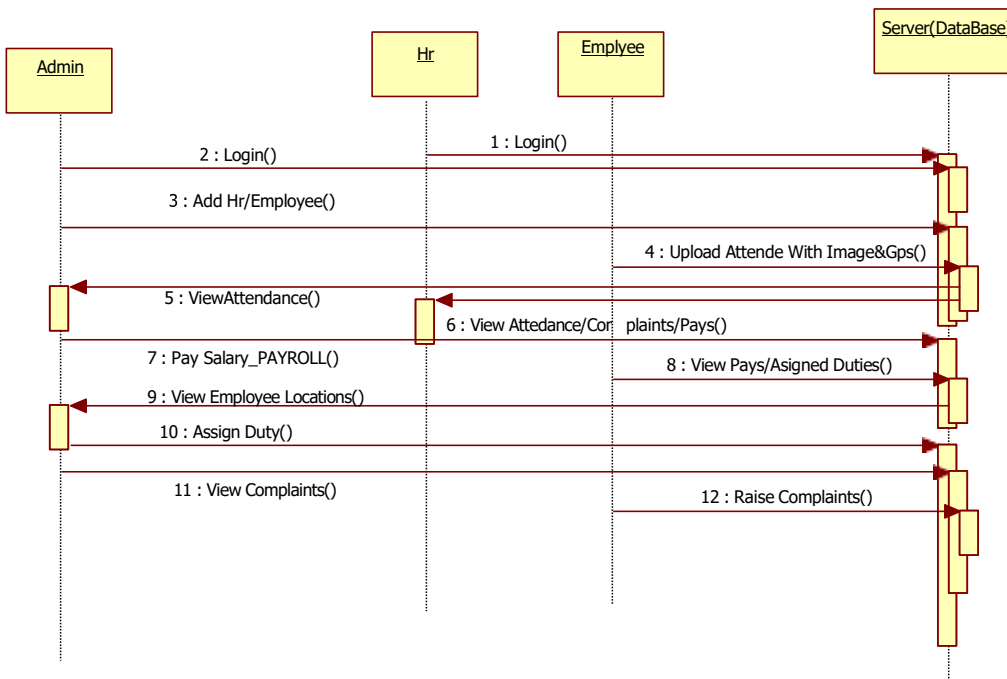 Admin
Hr
Emplyee
Server(DataBase)
1 : Login()
2 : Login()
3 : Add Hr/Employee()
4 : Upload Attende With Image&Gps()
5 : ViewAttendance()
6 : View Attedance/Cor plaints/Pays()
7 : Pay Salary_PAYROLL()
8 : View Pays/Asigned Duties()
9 : View Employee Locations()
10 : Assign Duty()
11 : View Complaints()
12 : Raise Complaints()